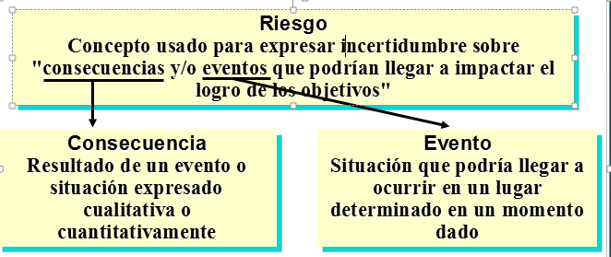 Riesgo
Concepto usado para expresar incertidumbre sobre
"consecuencias y/o eventos que podrían llegar a impactar el
logro de los objetivos"
Consecuencia
Resultado de un evento o
situación expresado
cualitativa o
cuantitativamente
Evento
Situación que podría llegar a
ocurrir en un lugar
determinado en un momento
dado